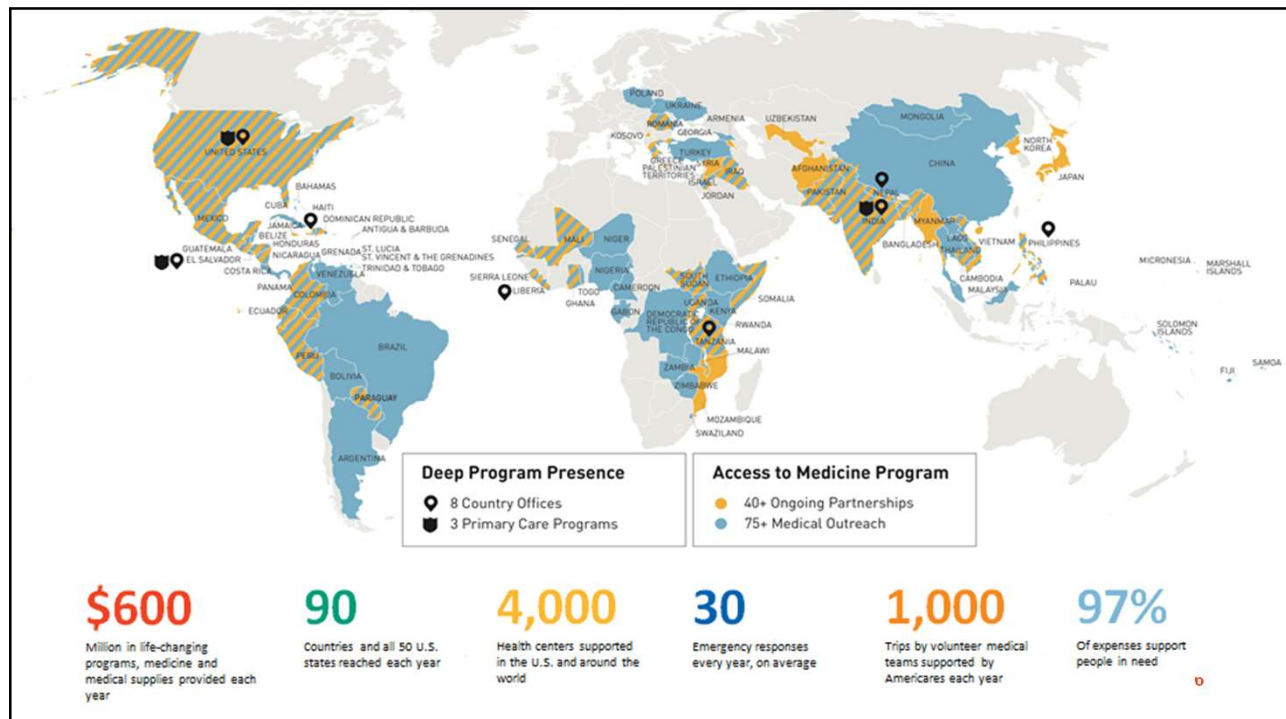 POLAND
UKRAINE
ARMENIA
UZBEKISTAN
MONGOLIA
ROMANIA
GEORGIA
KOSOVO
UNITED STATES
TURKEY
NORTH
KOREA
CHINA
GREECE
SYRIA
PALESTINIAN
TERRITORIES
IRAQ
AFGHANISTAN
JAPAN
ISRAEL
JORDAN
PAKISTAN
NEPAL
BAHAMAS
CUBA
HAITI
MEXICO
DOMINICAN REPUBLIC
JAMAICA
ANTIGUA & BARBUDA
BELIZE
INDIA
MYANMAR
GUATEMALA
HONDURAS
EL SALVADOR
NICARAGUA
GRENADA
ST. LUCIA
ST. VINCENT & THE GRENADINES
TRINIDAD & TOBAGO
COSTA RICA
VENEZUELA
PANAMA
COLOMBIA
ECUADOR
SENEGAL
MALI
NIGER
BANGLADESH
LAOS
THAILAND
VIETNAM
PHILIPPINES
SIERRA LEONE
LIBERIA
NIGERIA
TOGO
GHANA
CAMEROON
SOUTH
SUDAN
ETHIOPIA
SOMALIA
CAMBODIA
MALAYSIA
MICRONESIA
MARSHALL
ISLANDS
PALAU
GABON
UGANDA
KENYA
DEMOCRATIC
REPUBLIC OF
THE CONGO
RWANDA
TANZANIA
MALAWI
BRAZIL
PERU
BOLIVIA
PARAGUAY
ARGENTINA
ZAMBIA
ZIMBABWE
MOZAMBIQUE
SWAZILAND
SOLOMON
ISLANDS
FIJI
SAMOA
Deep Program Presence
8 Country Offices
3 Primary Care Programs
Access to Medicine Program
40+ Ongoing Partnerships
75+ Medical Outreach
$600
Million in life-changing
programs, medicine and
medical supplies provided each
year
90
Countries and all 50 U.S.
states reached each year
4,000
Health centers supported
in the U.S. and around the
world
30
Emergency responses
every year, on average
1,000
Trips by volunteer medical
teams supported by
Americares each year
97%
Of expenses support
people in need